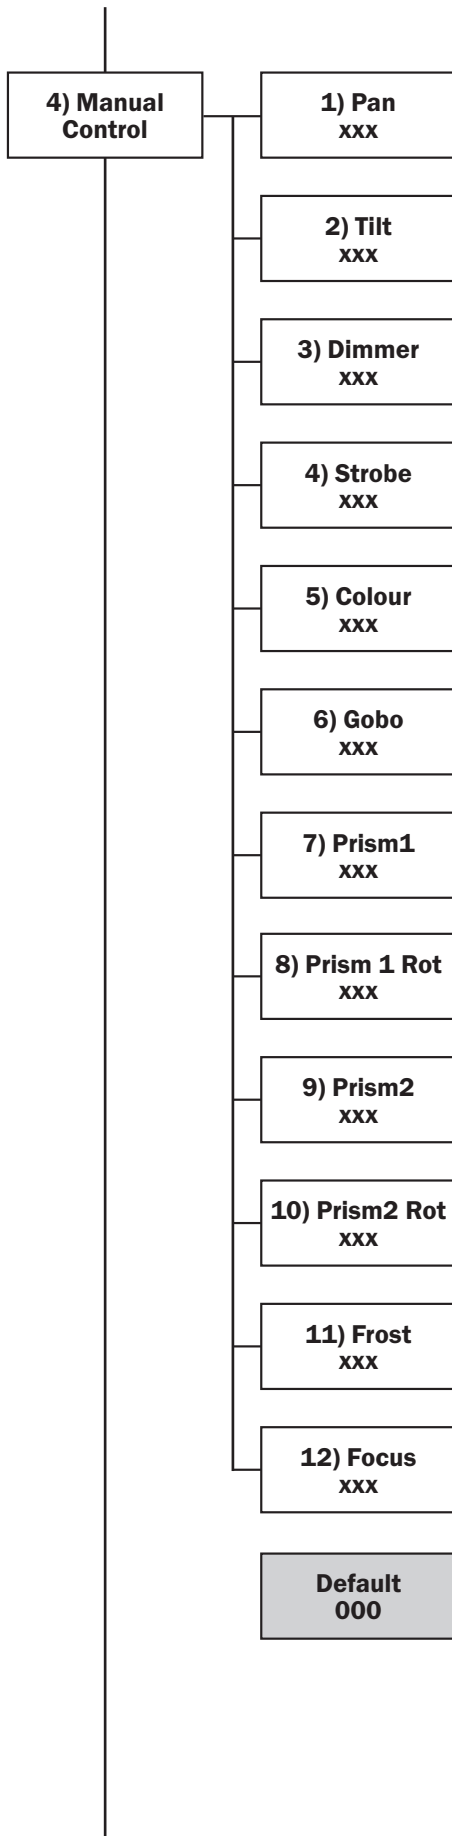 4) Manual
Control
1) Pan
xxx
2) Tilt
xxx
3) Dimmer
xxx
4) Strobe
xxx
5) Colour
xxx
6) Gobo
xxx
7) Prism1
xxx
8) Prism 1 Rot
xxx
9) Prism2
xxx
10) Prism2 Rot
xxx
11) Frost
xxx
12) Focus
xxx
Default
000